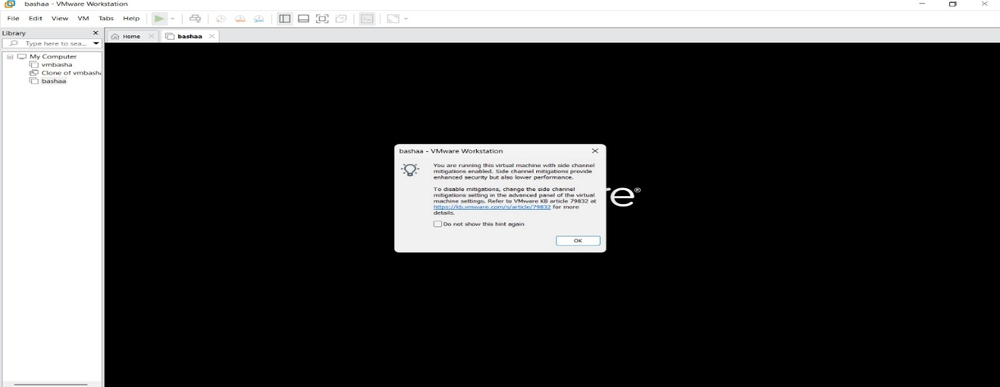 bashaa - VMware Workstation
File Edit View VM Tabs Help
Library
Type here to sea...
Home
bashaa
My Computer
vmbasha
Clone of vmbasha
bashaa
bashaa - VMware Workstation
You are running this virtual machine with side channel
mitigations enabled. Side channel mitigations provide
enhanced security but also lower performance.
To disable mitigations, change the side channel
mitigations setting in the advanced panel of the virtual
machine settings. Refer to VMware KB article 79832 at
https://kb.vmware.com/s/article/79832 for more
details.
Do not show this hint again
OK
re®